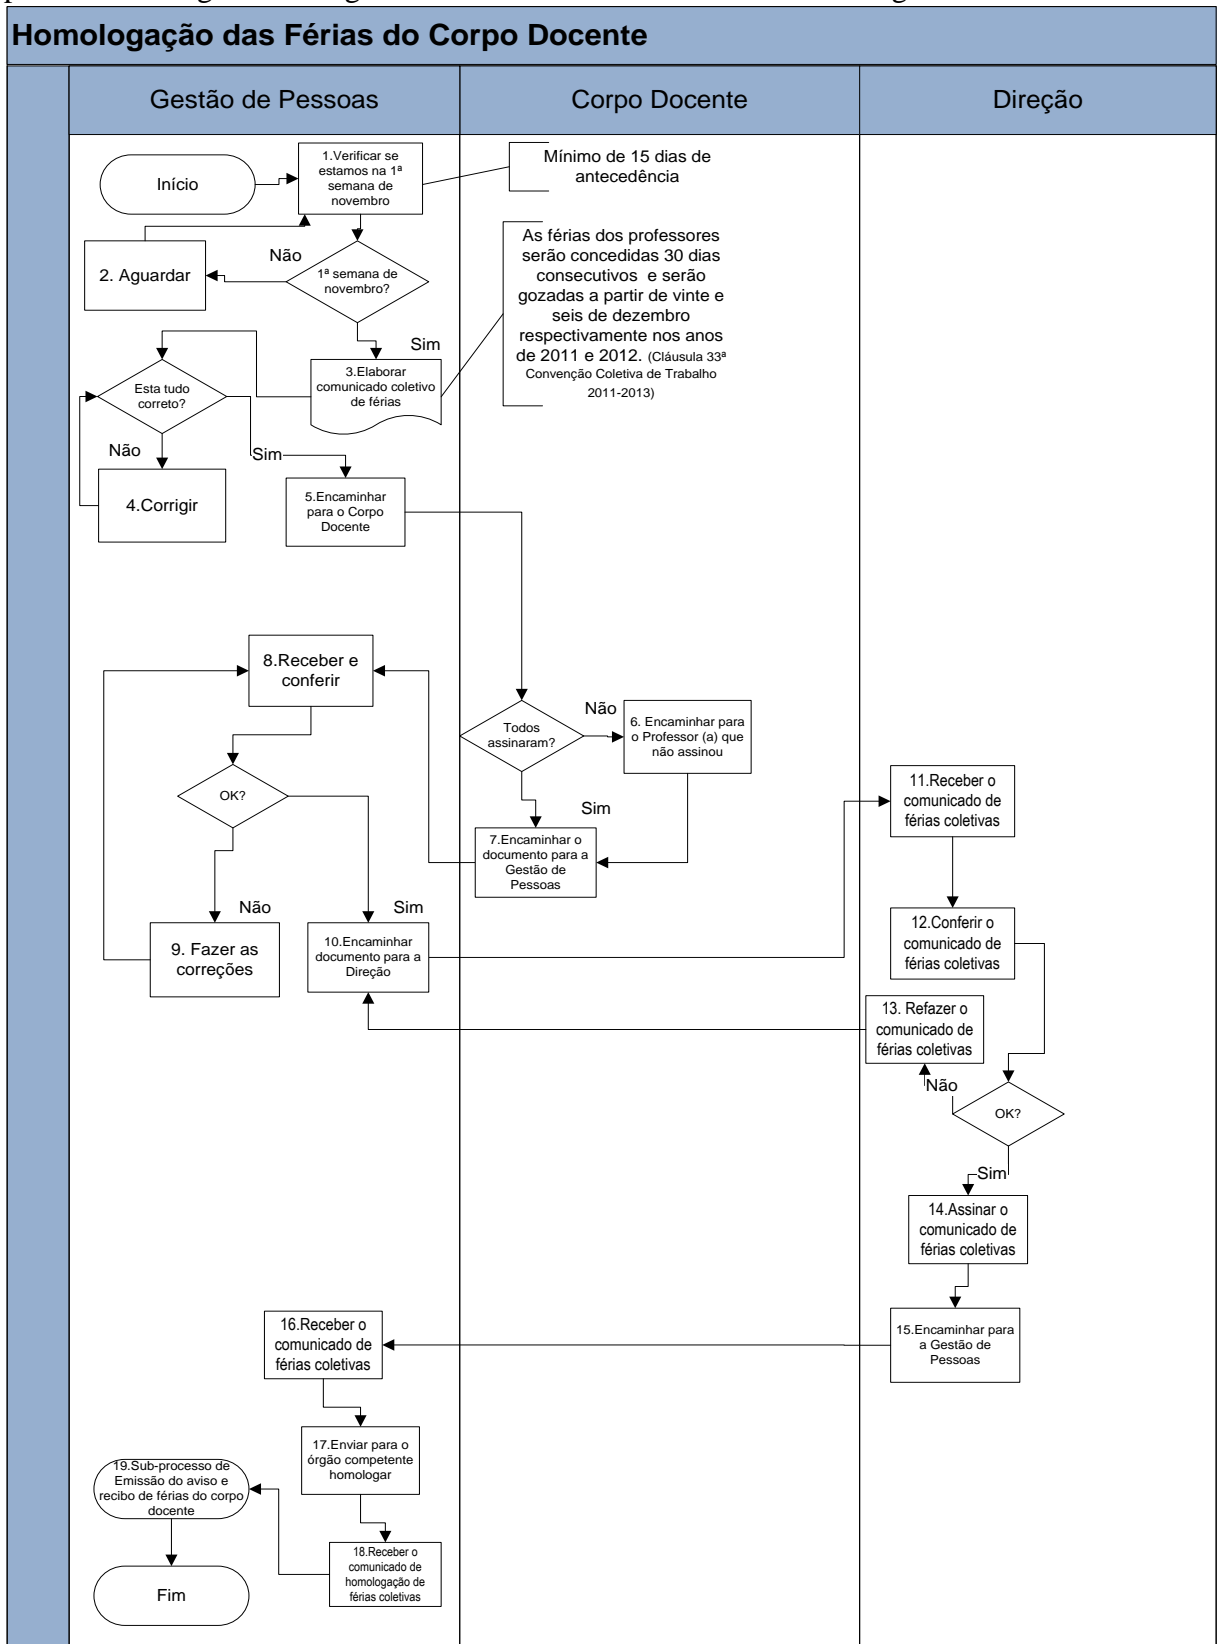 Homologação das Férias do Corpo Docente
Gestão de Pessoas
Corpo Docente
Direção
Início
1.Verificar se
estamos na 1ª
semana de
novembro
Mínimo de 15 dias de
antecedência
2. Aguardar
Não
1ª semana de
novembro?
Sim
As férias dos professores
serão concedidas 30 dias
consecutivos e serão
gozadas a partir de vinte e
seis de dezembro
respectivamente nos anos
de 2011 e 2012. (Cláusula 33ª
Convenção Coletiva de Trabalho
2011-2013)
3.Elaborar
comunicado coletivo
de férias
Esta tudo
correto?
Não
Sim
4.Corrigir
5.Encaminhar
para o Corpo
Docente
8.Receber e
conferir
Todos
assinaram?
Não
6. Encaminhar para
o Professor (a) que
não assinou
Sim
7.Encaminhar o
documento para a
Gestão de
Pessoas
OK?
Não
Sim
9. Fazer as
correções
10.Encaminhar
documento para a
Direção
11.Receber o
comunicado de
férias coletivas
12.Conferir o
comunicado de
férias coletivas
13. Refazer o
comunicado de
férias coletivas
Não
OK?
Sim
14.Assinar o
comunicado de
férias coletivas
15.Encaminhar para
a Gestão de
Pessoas
16.Receber o
comunicado de
férias coletivas
17.Enviar para o
órgão competente
homologar
18.Receber o
comunicado de
homologação de
férias coletivas
19.Sub-processo de
Emissão do aviso e
recibo de férias do corpo
docente
Fim